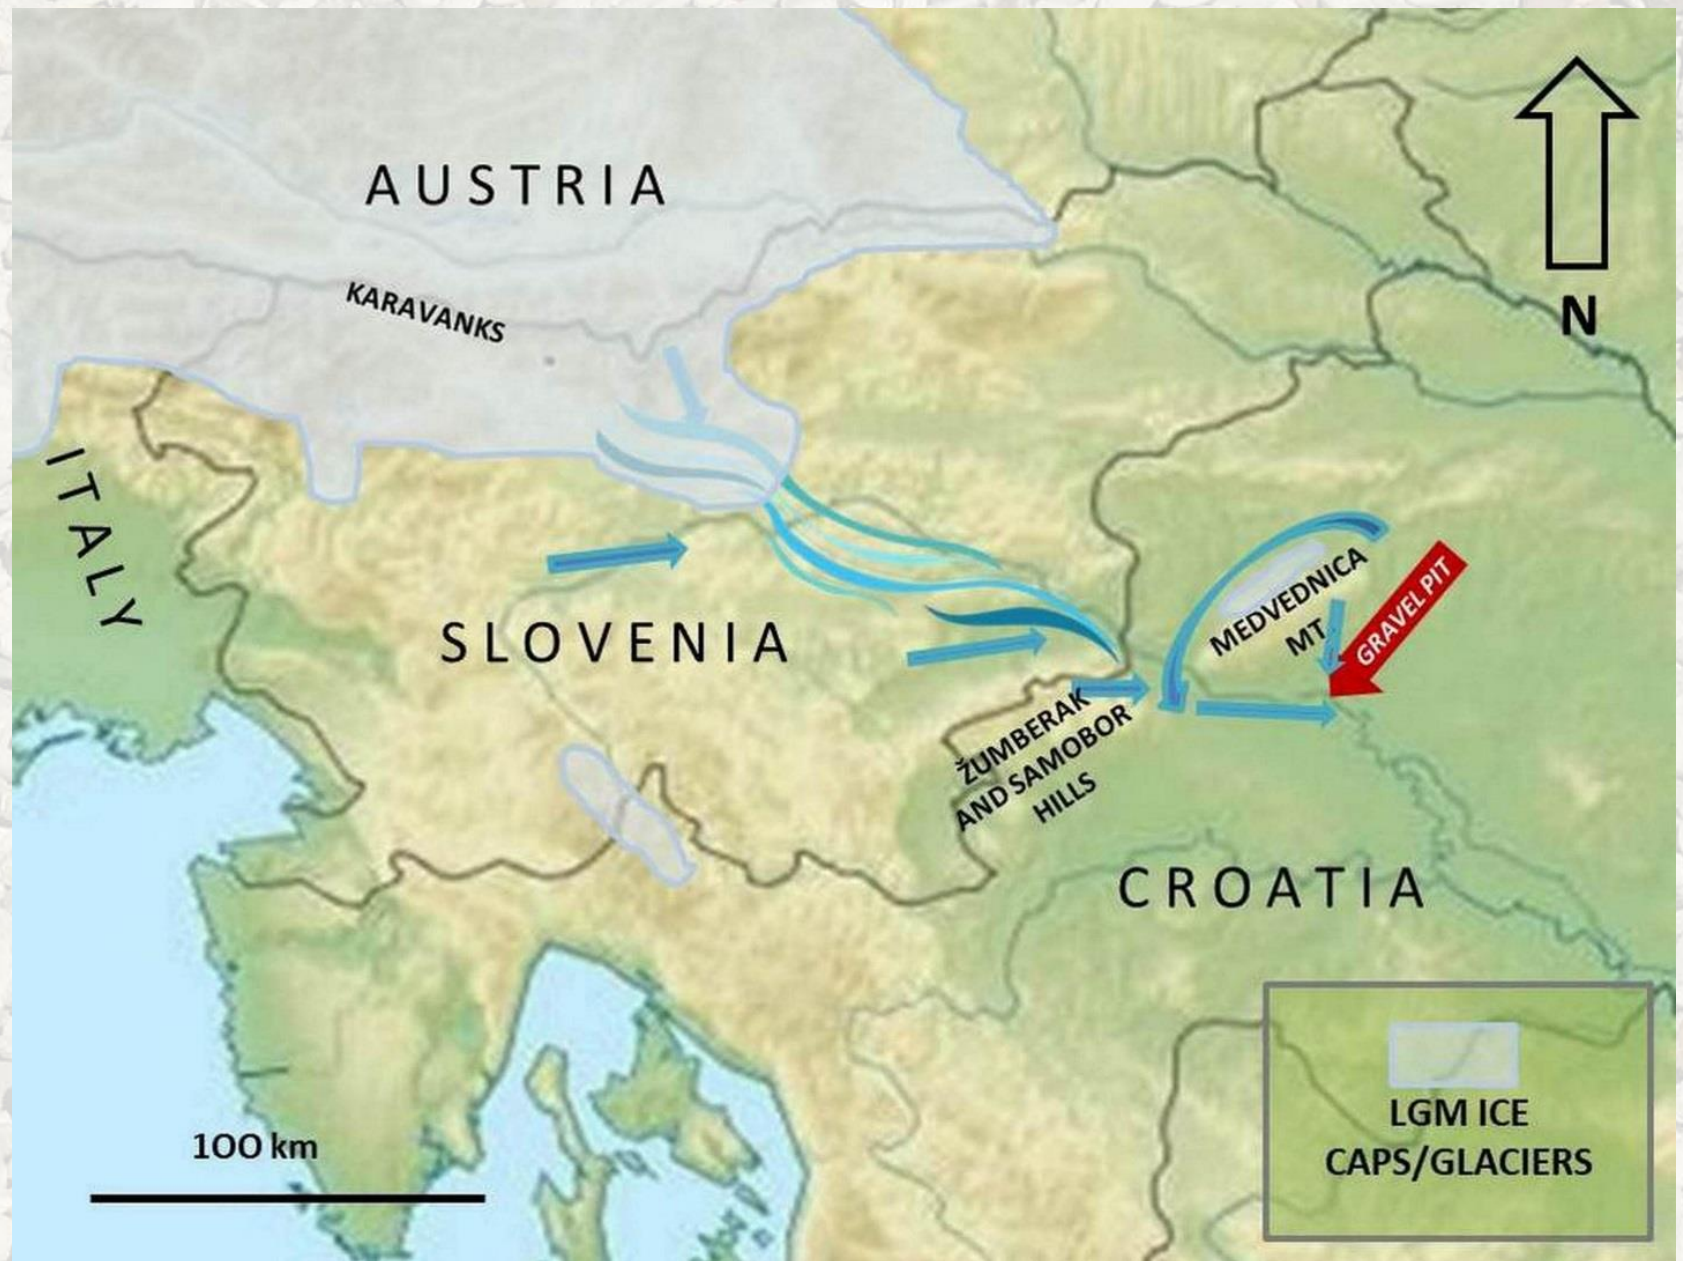 AUSTRIA
N
KARAVANKS
ITALY
MEDVEDNICA
MT
GRAVEL PIT
SLOVENIA
ŽUMBERAK
AND SAMOBOR
HILLS
CROATIA
100 km
LGM ICE
CAPS/GLACIERS